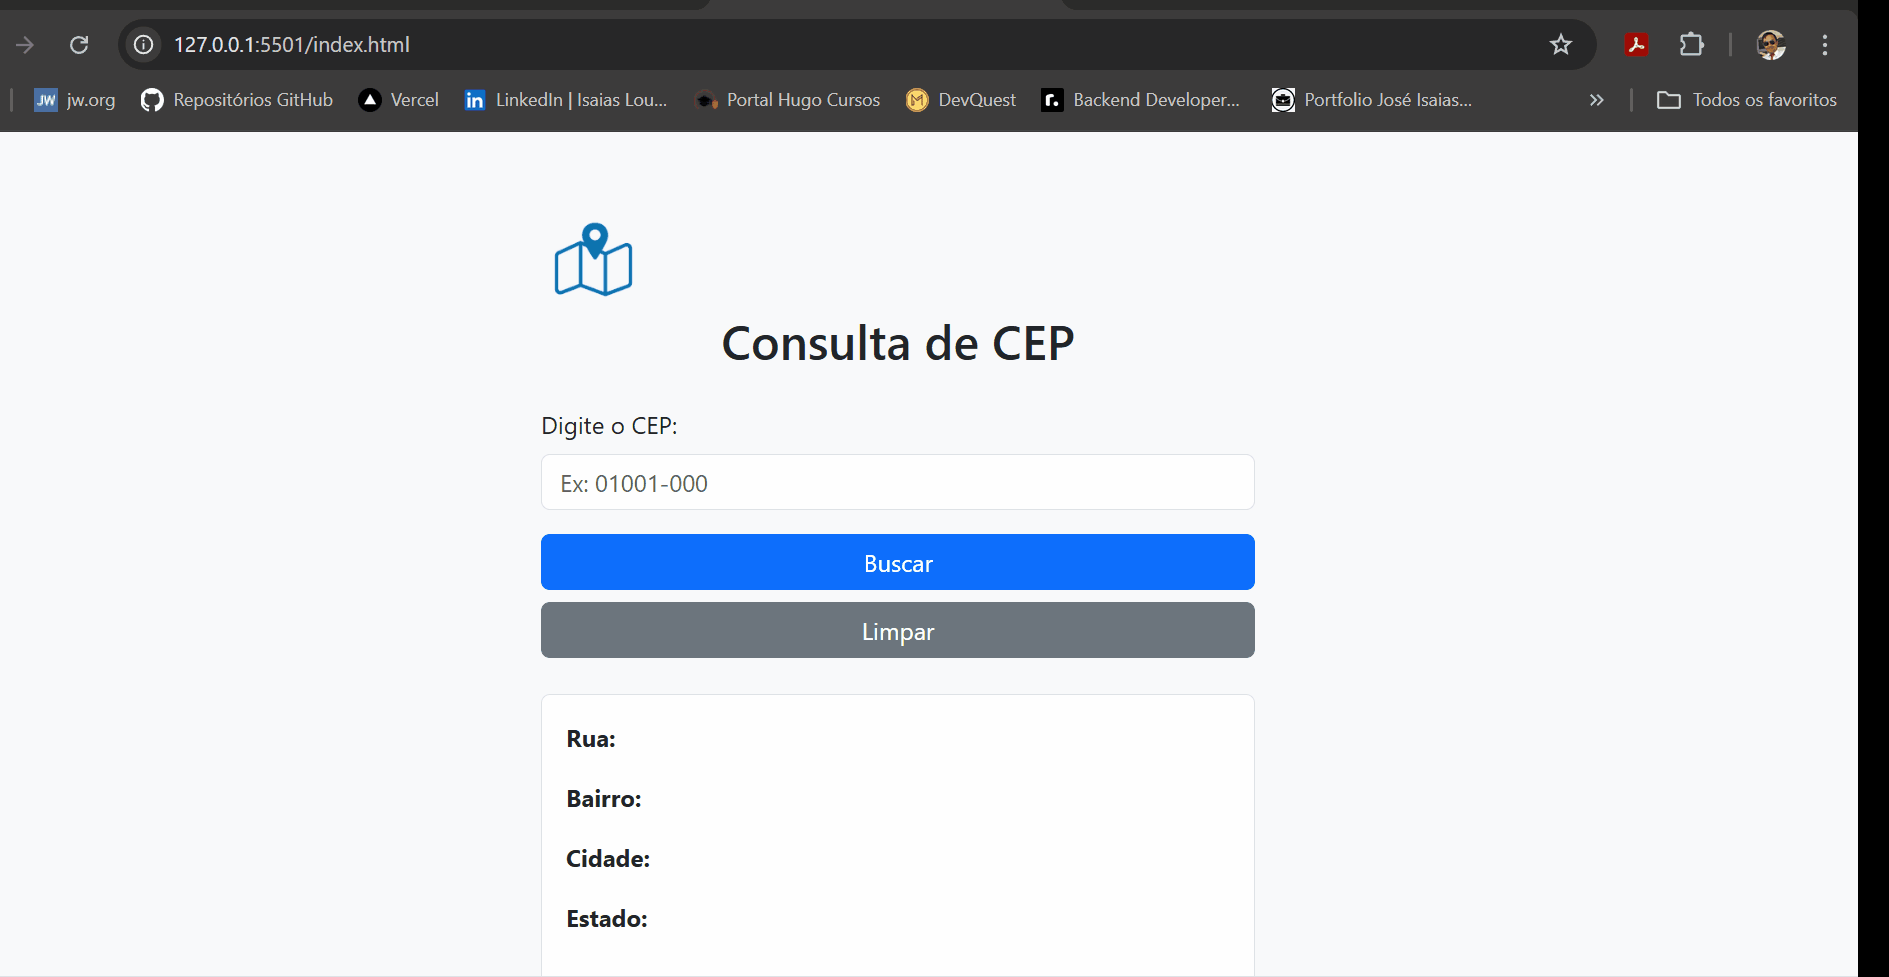 127.0.0.1:5501/index.html
JW jw.org Repositórios GitHub Vercel in LinkedIn | Isaias Lou... Portal Hugo Cursos M DevQuest r. Backend Developer... Portfolio José Isaias... » Todos os favoritos
Consulta de CEP
Digite o CEP:
Ex: 01001-000
Buscar
Limpar
Rua:
Bairro:
Cidade:
Estado: